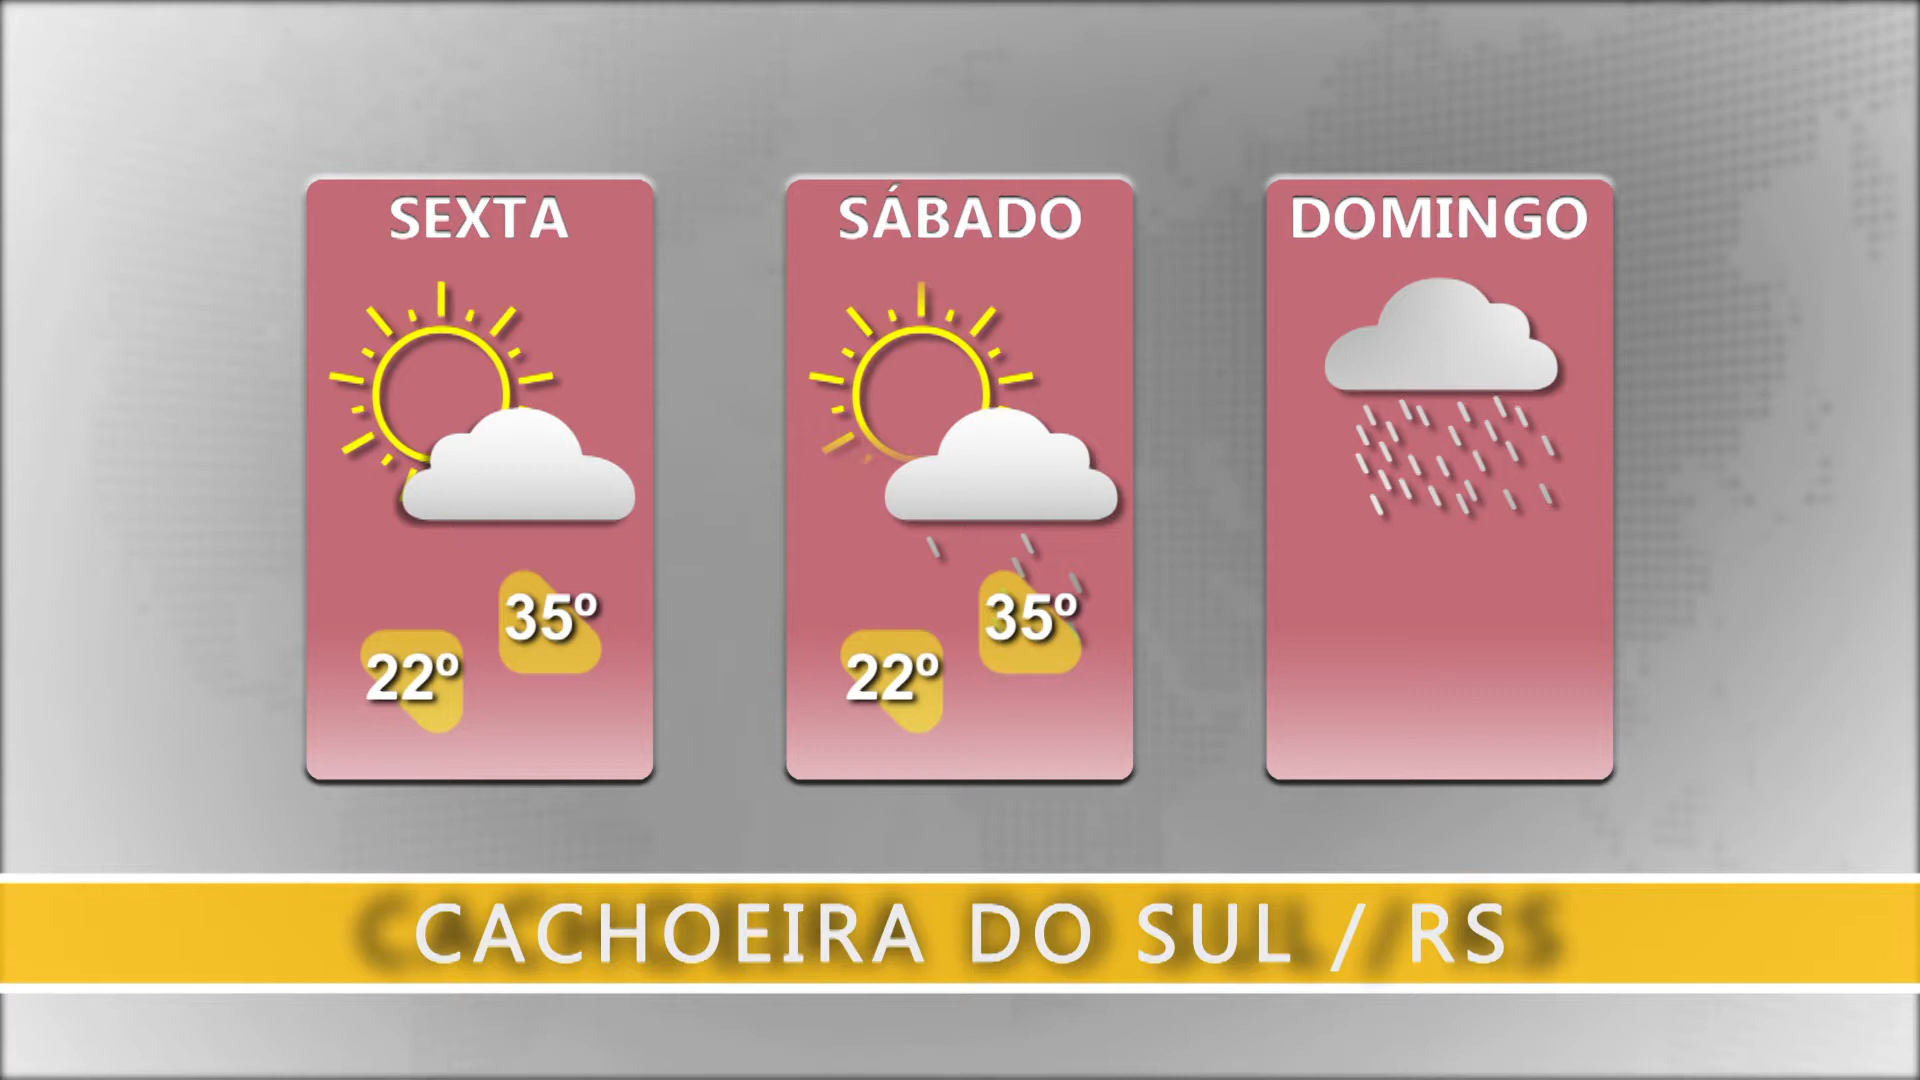 SEXTA
SÁBADO
DOMINGO
35º
22º
35º
22º
CACHOEIRA DO SUL / RS